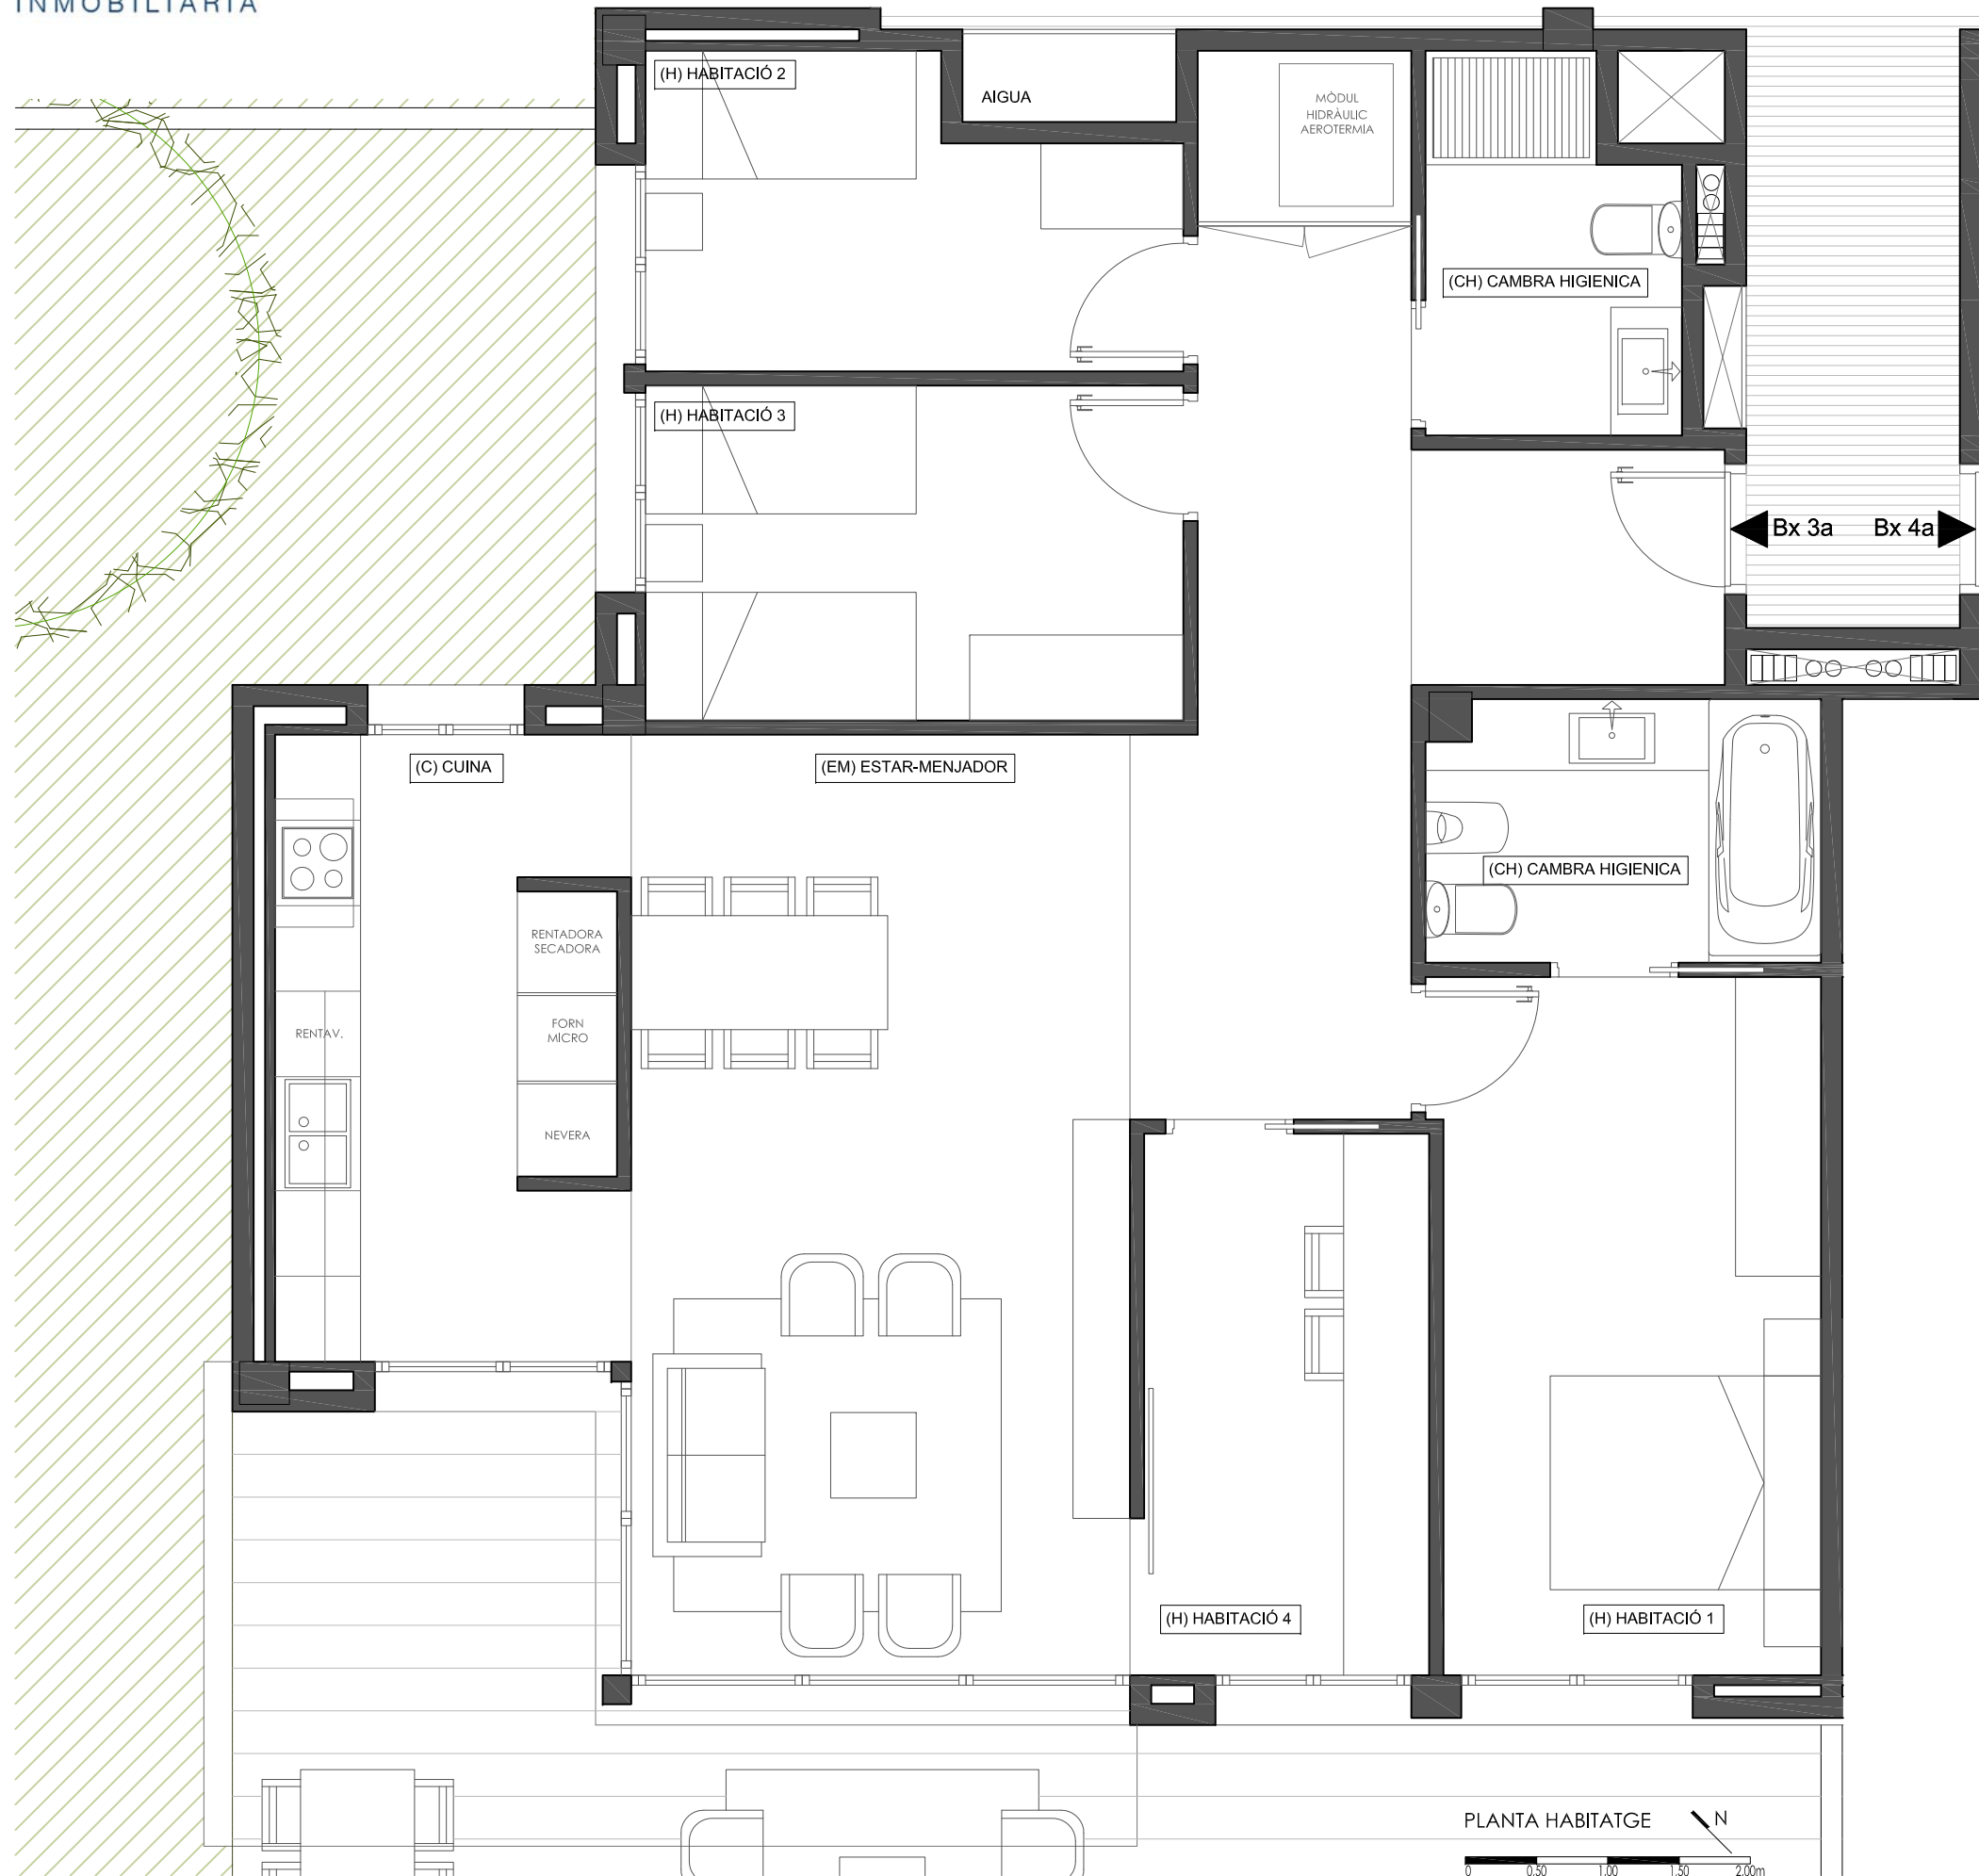 INMOBILIARIA
(H) HABITACIÓ 2
AIGUA
MÒDUL
HIDRÀULIC
AEROTERMIA
(CH) CAMBRA HIGIENICA
(H) HABITACIÓ 3
Bx 3a
Bx 4a
(C) CUINA
(EM) ESTAR-MENJADOR
(CH) CAMBRA HIGIENICA
RENTADORA
SECADORA
FORN
MICRO
RENTAV.
NEVERA
(H) HABITACIÓ 4
(H) HABITACIÓ 1
PLANTA HABITATGE
N
0 0.50 1.00 1.50 2.00m